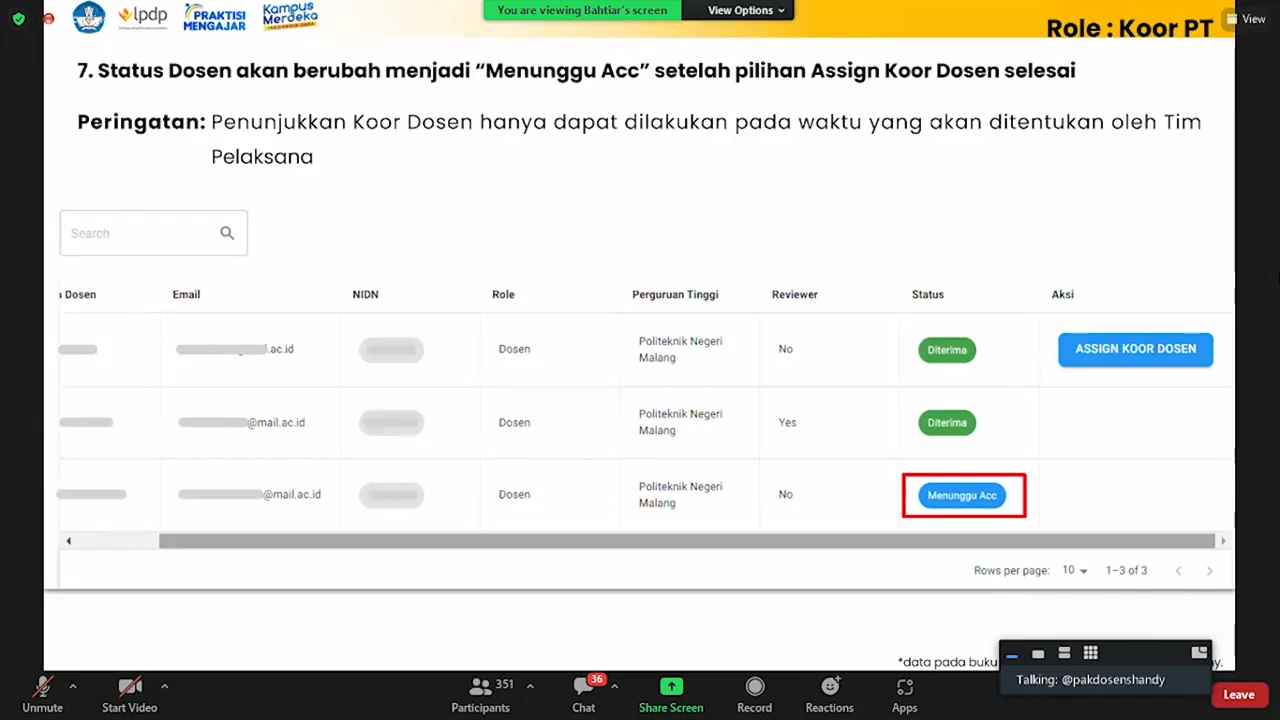 lpdp
PRAKTISI
MENGAJAR
Kampus
Merdeka
INDONESIA JAYA
You are viewing Bahtiar's screen
View Options
Role : Koor PT
View
7. Status Dosen akan berubah menjadi “Menunggu Acc” setelah pilihan Assign Koor Dosen selesai
Peringatan: Penunjukkan Koor Dosen hanya dapat dilakukan pada waktu yang akan ditentukan oleh Tim
Pelaksana
Search
Dosen Email NIDN Role Perguruan Tinggi Reviewer Status Aksi
.ac.id Dosen Politeknik Negeri Malang No Diterima ASSIGN KOOR DOSEN
@mail.ac.id Dosen Politeknik Negeri Malang Yes Diterima
@mail.ac.id Dosen Politeknik Negeri Malang No Menunggu Acc
Rows per page: 10 1–3 of 3
*data pada buku
y.
Talking: @pakdosenshandy
Unmute Start Video Participants 351 Chat 36 Share Screen Record Reactions Apps Leave